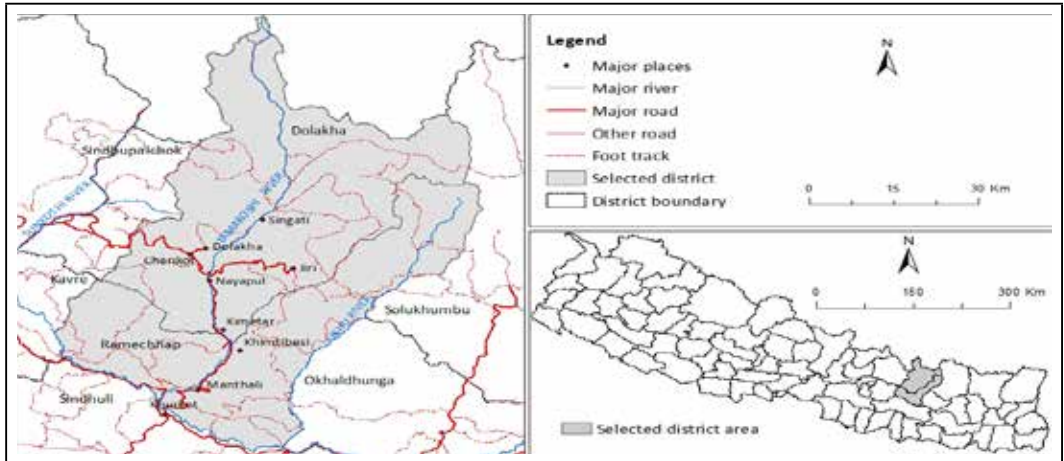 Dolakha
Sindhupalchok
Singati
Dolakha
Charikot
Jiri
Kavre
Nayapul
Solukhumbu
Ramechhap
Khimtibesi
Manthali
Okhaldhunga
Sindhuli
Legend
Major places
Major river
Major road
Other road
Foot track
Selected district
District boundary
N
0 15 30 Km
N
0 150 300 Km
Selected district area